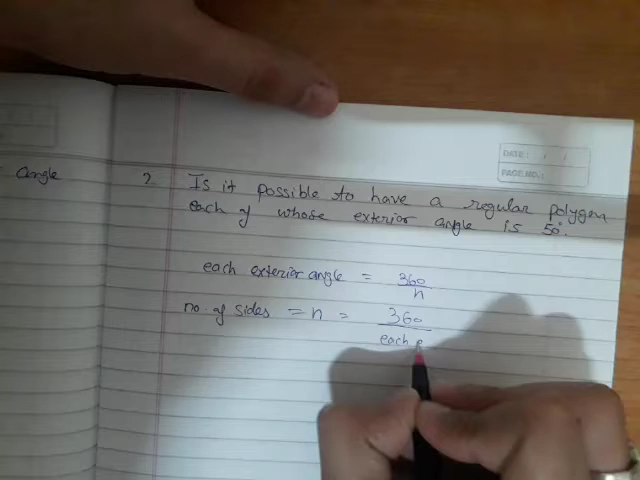 DATE: / /
PAGE NO.:
angle
2. Is it possible to have a regular polygon
each of whose exterior angle is 50°.
each exterior angle = 360/n
no. of sides = n = 360/each e